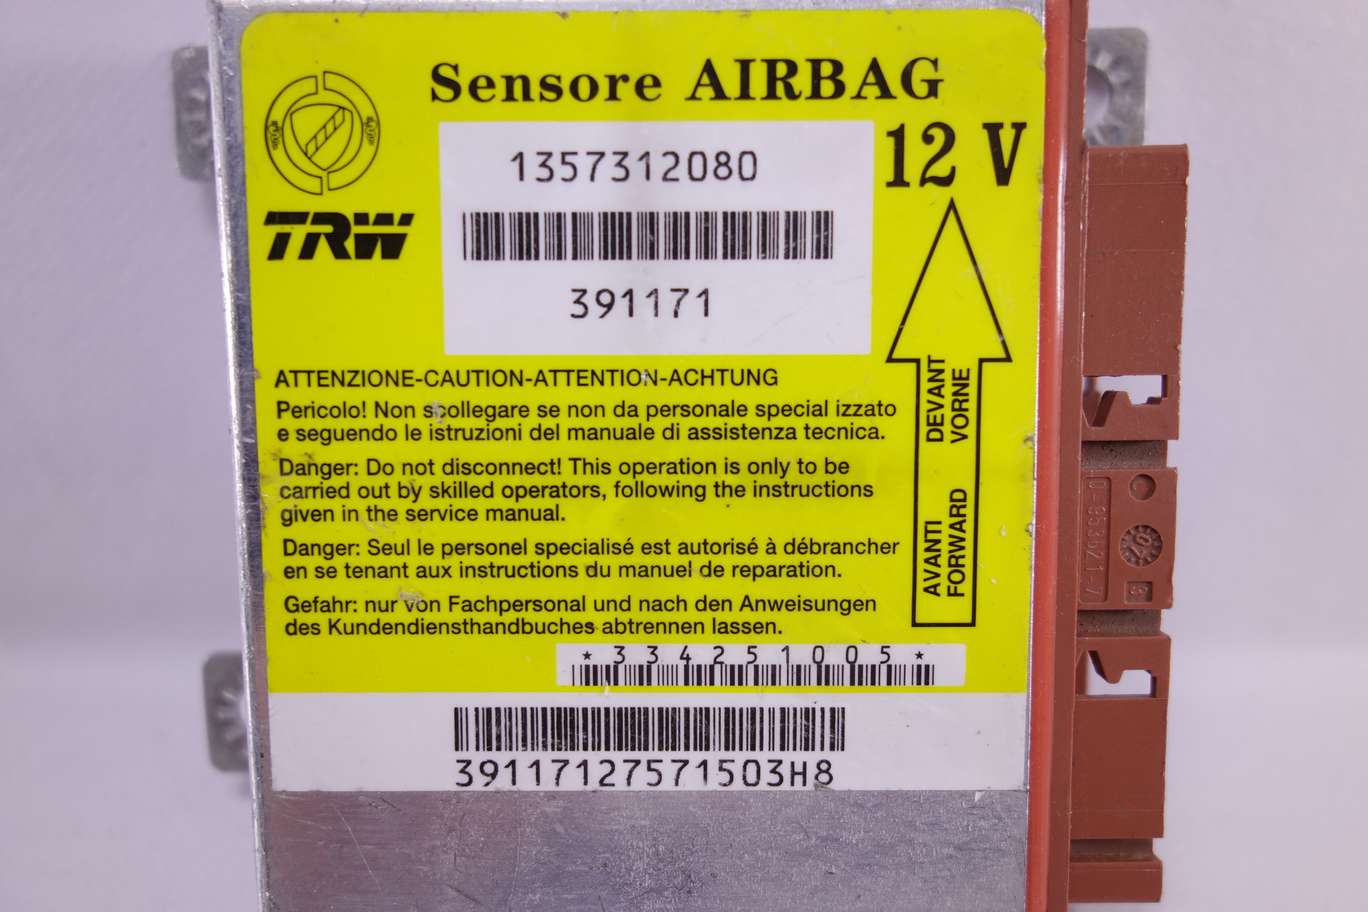 Sensore AIRBAG
12 V
TRW
1357312080
391171
ATTENZIONE-CAUTION-ATTENTION-ACHTUNG
Pericolo! Non scollegare se non da personale special izzato
e seguendo le istruzioni del manuale di assistenza tecnica.
Danger: Do not disconnect! This operation is only to be
carried out by skilled operators, following the instructions
given in the service manual.
Danger: Seul le personel specialisé est autorisé à débrancher
en se tenant aux instructions du manuel de reparation.
Gefahr: nur von Fachpersonal und nach den Anweisungen
des Kundendiensthandbuches abtrennen lassen.
AVANTI DEVANT
FORWARD VORNE
*334251005*
39117127571503H8